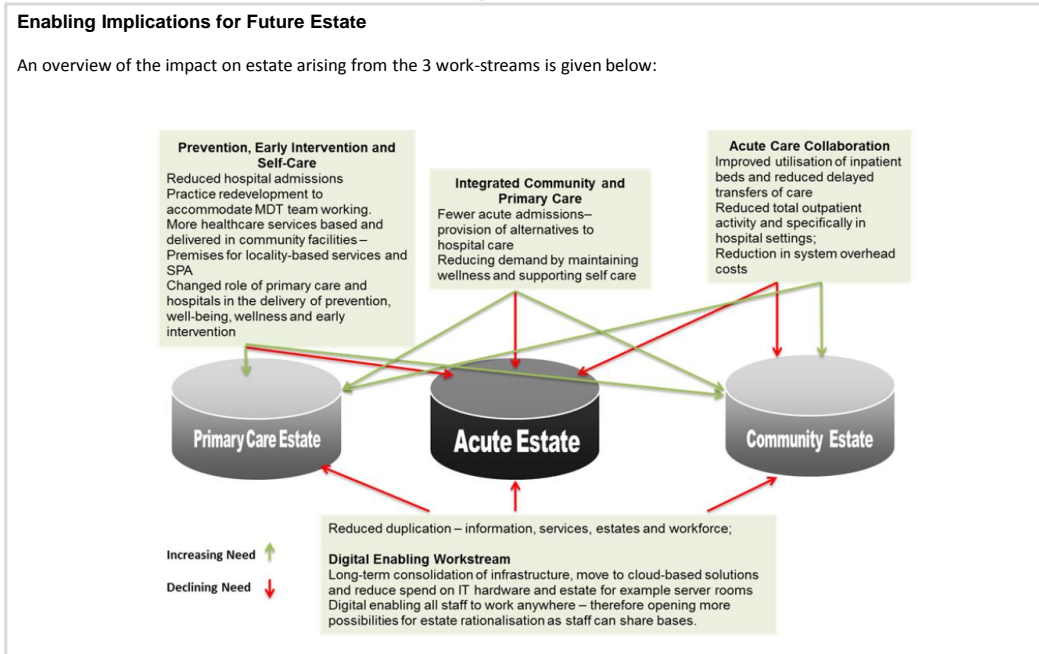 Enabling Implications for Future Estate
An overview of the impact on estate arising from the 3 work-streams is given below:
Prevention, Early Intervention and
Self-Care
Reduced hospital admissions
Practice redevelopment to
accommodate MDT team working.
More healthcare services based and
delivered in community facilities –
Premises for locality-based services and
SPA
Changed role of primary care and
hospitals in the delivery of prevention,
well-being, wellness and early
intervention
Integrated Community and
Primary Care
Fewer acute admissions–
provision of alternatives to
hospital care
Reducing demand by maintaining
wellness and supporting self care
Acute Care Collaboration
Improved utilisation of inpatient
beds and reduced delayed
transfers of care
Reduced total outpatient
activity and specifically in
hospital settings;
Reduction in system overhead
costs
Primary Care Estate
Acute Estate
Community Estate
Increasing Need
Declining Need
Reduced duplication – information, services, estates and workforce;
Digital Enabling Workstream
Long-term consolidation of infrastructure, move to cloud-based solutions
and reduce spend on IT hardware and estate for example server rooms
Digital enabling all staff to work anywhere – therefore opening more
possibilities for estate rationalisation as staff can share bases.